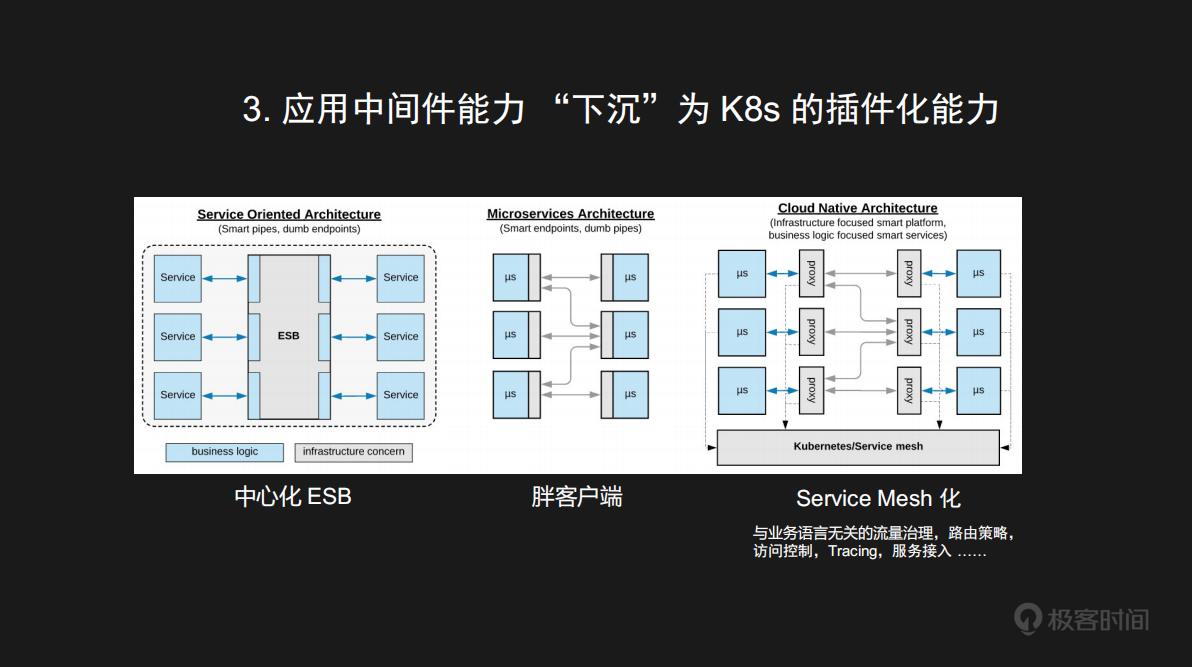 3. 应用中间件能力 “下沉”为 K8s 的插件化能力
Service Oriented Architecture
(Smart pipes, dumb endpoints)
Service
Service
ESB
Service
Service
Service
Service
business logic
infrastructure concern
Microservices Architecture
(Smart endpoints, dumb pipes)
µs
µs
µs
µs
µs
µs
Cloud Native Architecture
(Infrastructure focused smart platform,
business logic focused smart services)
µs
proxy
proxy
µs
µs
proxy
proxy
µs
µs
proxy
proxy
µs
Kubernetes/Service mesh
中心化 ESB
胖客户端
Service Mesh 化
与业务语言无关的流量治理，路由策略，
访问控制，Tracing，服务接入 ……
极客时间